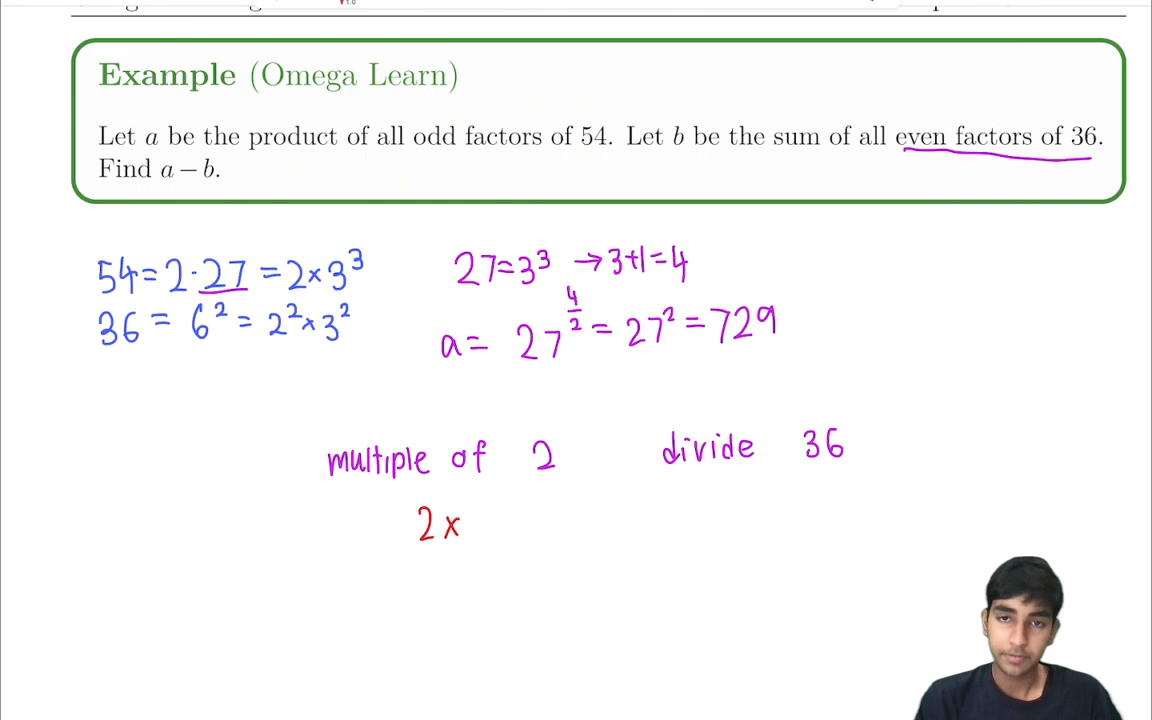 Example (Omega Learn)
Let a be the product of all odd factors of 54. Let b be the sum of all even factors of 36.
Find a − b.
54 = 2 · 27 = 2 × 3³
36 = 6² = 2² × 3²
27 = 3³ → 3+1 = 4
a = 27^(4/2) = 27² = 729
multiple of 2 divide 36
2x